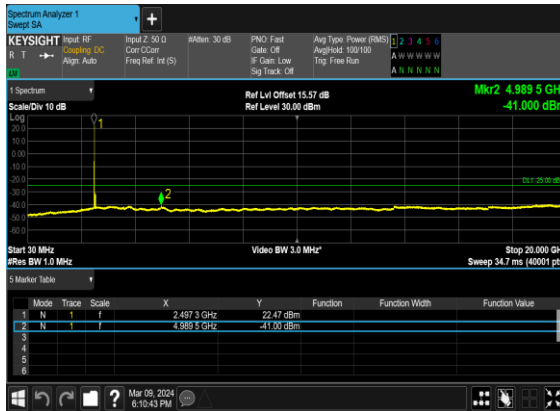 Spectrum Analyzer 1
Swept SA
+
KEYSIGHT Input: RF Input Z: 50 Ω #Atten: 30 dB PNO: Fast Avg Type: Power (RMS) 1 2 3 4 5 6
R T Coupling: DC Corr CCorr Gate: Off Avg|Hold: 100/100 A W W W W W
Align: Auto Freq Ref: Int (S) IF Gain: Low Trig: Free Run
Sig Track: Off A N N N N N
1 Spectrum
Scale/Div 10 dB
Ref Lvl Offset 15.57 dB
Ref Level 30.00 dBm
Mkr2 4.989 5 GH
-41.000 dB
Log
20.0
10.0
0.00
-10.0
-20.0
-30.0
-40.0
-50.0
-60.0
1
2
DL1 -25.00 dB
Start 30 MHz Video BW 3.0 MHz* Stop 20.000 GH
#Res BW 1.0 MHz Sweep 34.7 ms (40001 pt
5 Marker Table
Mode Trace Scale X Y Function Function Width Function Value
1 N 1 f 2.497 3 GHz 22.47 dBm
2 N 1 f 4.989 5 GHz -41.00 dBm
3
4
5
6
? Mar 09, 2024
6:10:43 PM